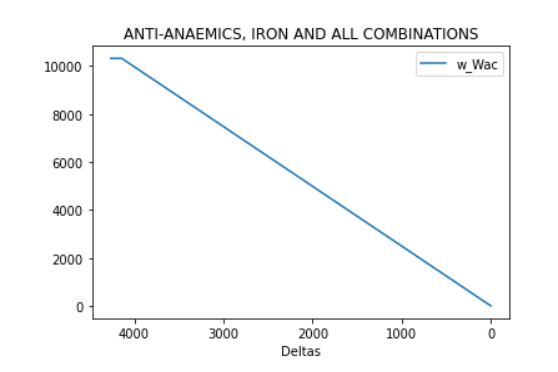 ANTI-ANAEMICS, IRON AND ALL COMBINATIONS
w_Wac
10000
8000
6000
4000
2000
0
4000 3000 2000 1000 0
Deltas